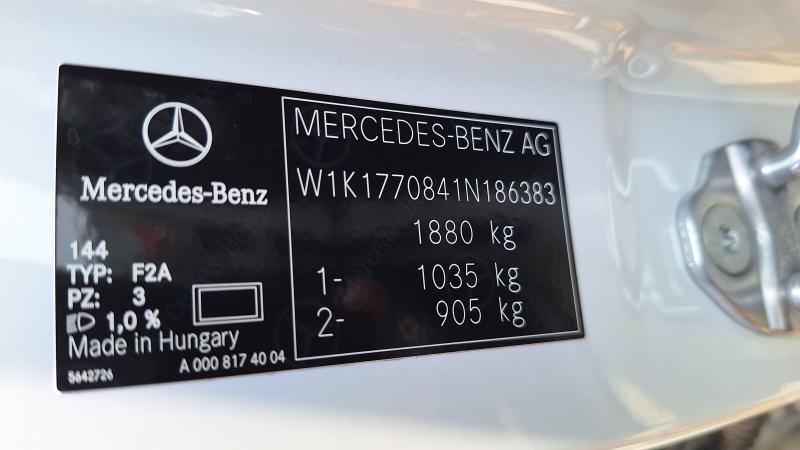 Mercedes-Benz
144
TYP: F2A
PZ: 3
1,0 %
Made in Hungary
5642726
A 000 817 40 04
MERCEDES-BENZ AG
W1K1770841N186383
1880 kg
1- 1035 kg
2- 905 kg